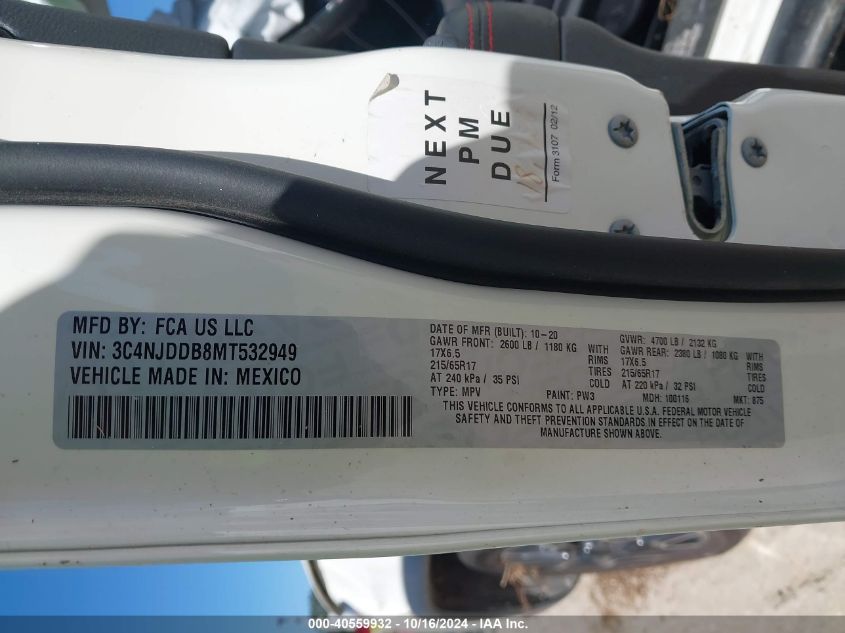 NEXT
PM
DUE
18
Form 3107 02/12
MFD BY: FCA US LLC
VIN: 3C4NJDDB8MT532949
VEHICLE MADE IN: MEXICO
DATE OF MFR (BUILT): 10-20 GVWR: 4700 LB / 2132 KG
GAWR FRONT: 2600 LB / 1180 KG WITH GAWR REAR: 2380 LB / 1080 KG WITH
17X6.5 RIMS 17X6.5 RIMS
215/65R17 TIRES 215/65R17 TIRES
AT 240 kPa / 35 PSI COLD AT 220 kPa / 32 PSI COLD
TYPE: MPV PAINT: PW3 MDH: 100116 MKT: 875
THIS VEHICLE CONFORMS TO ALL APPLICABLE U.S.A. FEDERAL MOTOR VEHICLE
SAFETY AND THEFT PREVENTION STANDARDS IN EFFECT ON THE DATE OF
MANUFACTURE SHOWN ABOVE.
000-40559932 - 10/16/2024 - IAA Inc.